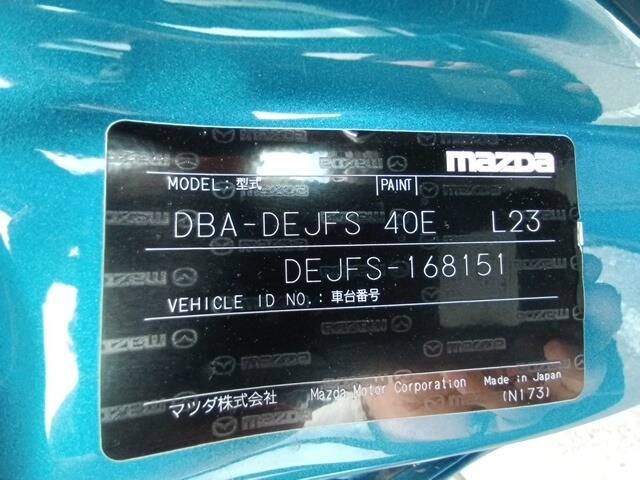 mazda
MODEL:型式 PAINT
DBA-DEJFS 40E L23
DEJFS-168151
VEHICLE ID NO.:車台番号
マツダ株式会社 Mazda Motor Corporation Made in Japan
(N173)